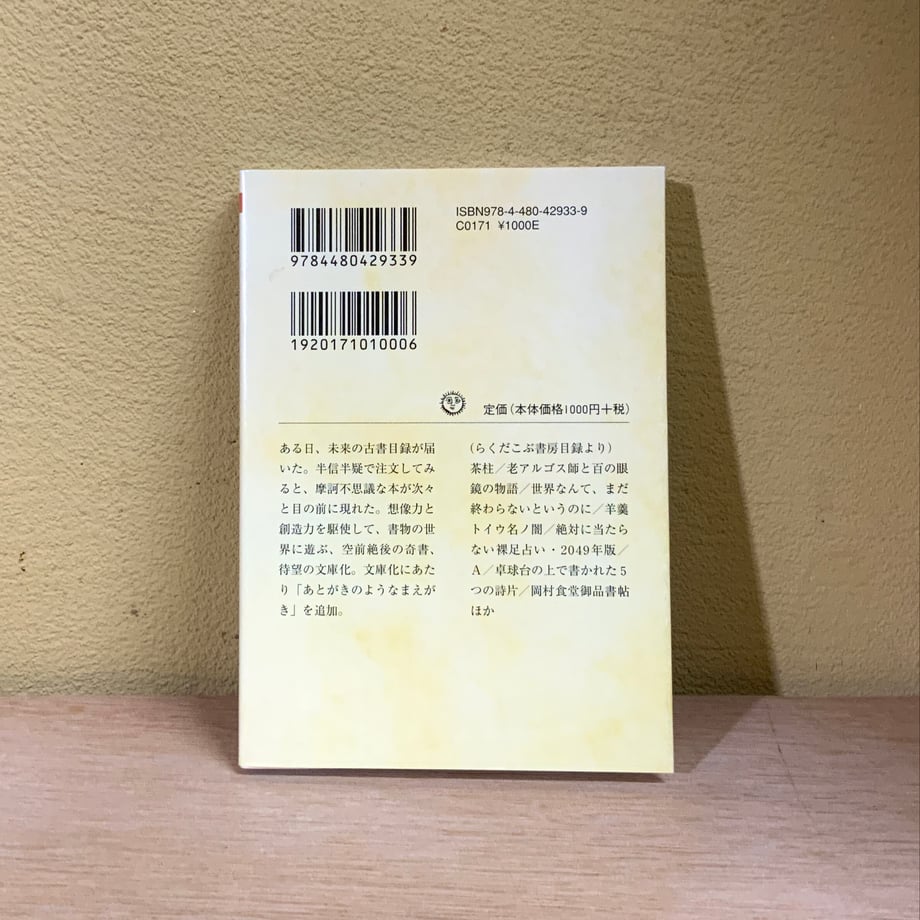 ISBN978-4-480-42933-9
C0171 ¥1000E
9784480429339
1920171010006
定価(本体価格1000円+税)
ある日、未来の古書目録が届
いた。半信半疑で注文してみ
ると、摩訶不思議な本が次々
と目の前に現れた。想像力と
創造力を駆使して、書物の世
界に遊ぶ、空前絶後の奇書、
待望の文庫化。文庫化にあた
り「あとがきのようなまえが
き」を追加。
(らくだこぶ書房目録より)
茶柱/老アルゴス師と百の眼
鏡の物語/世界なんて、まだ
終わらないというのに/羊羹
トイウ名ノ闇/絶対に当たら
ない裸足占い・2049年版/
A/卓球台の上で書かれた5
つの詩片/岡村食堂御品書帖
ほか